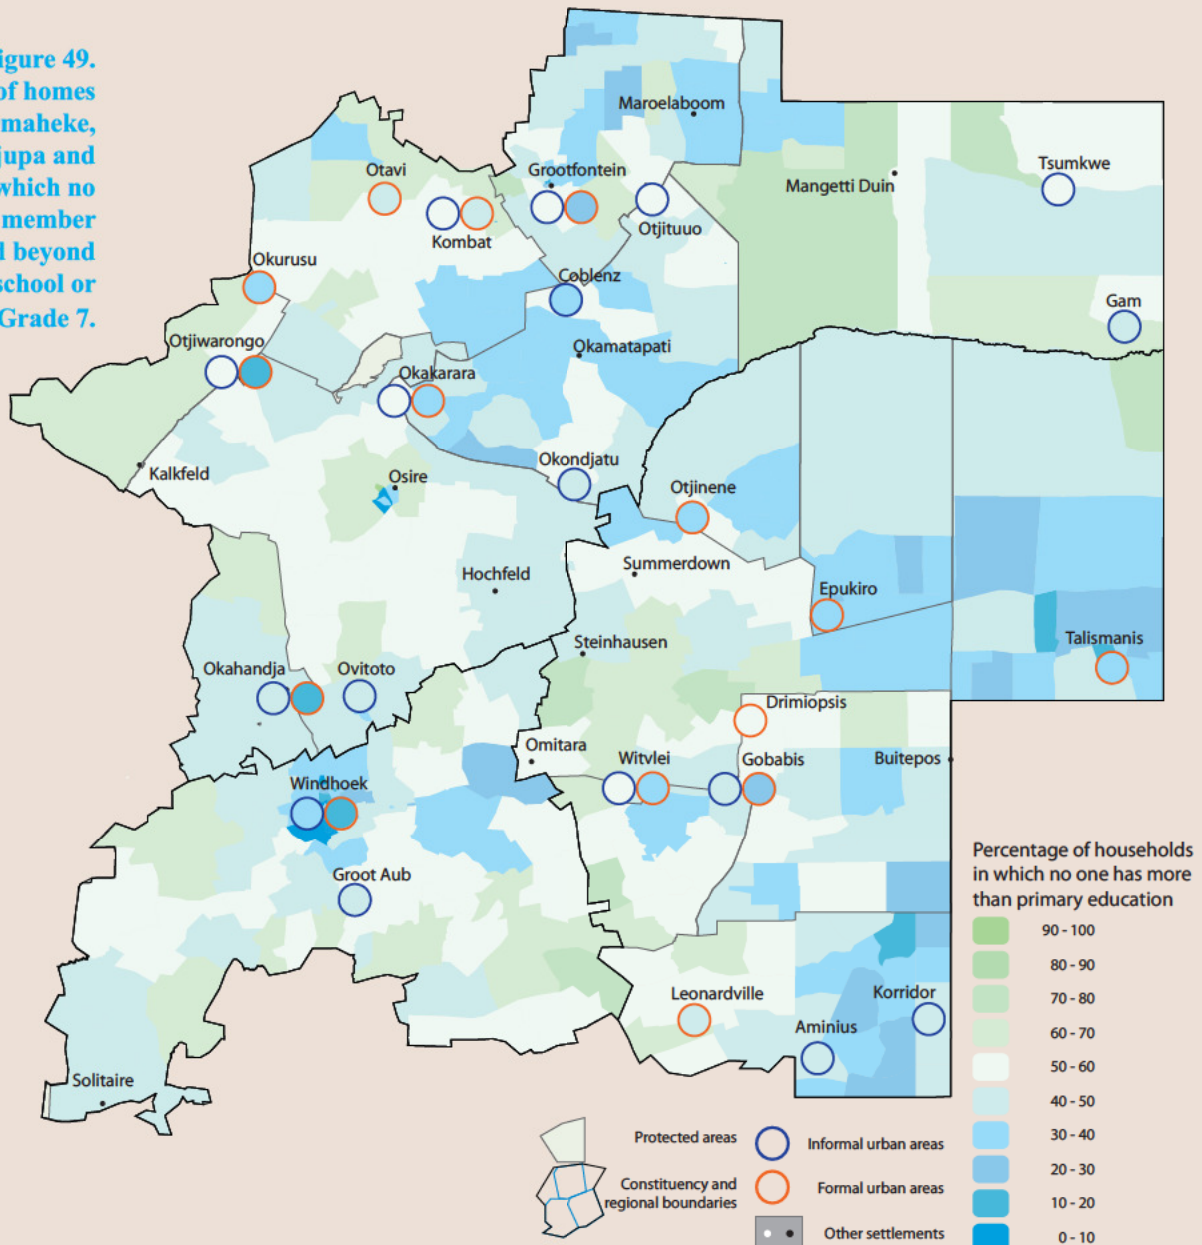 igure 49.
of homes
maheke,
jupa and
which no
member
l beyond
school or
Grade 7.
Maroelaboom
Otavi
Grootfontein
Tsumkwe
Mangetti Duin
Otjituuo
Kombat
Okurusu
Coblenz
Gam
Otjiwarongo
Okamatapati
Okakarara
Okondjatu
Kalkfeld
Osire
Otjinene
Summerdown
Hochfeld
Epukiro
Steinhausen
Talismanis
Okahandja
Ovitoto
Drimiopsis
Omitara
Witvlei
Gobabis
Buitepos
Windhoek
Groot Aub
Leonardville
Korridor
Aminius
Solitaire
Percentage of households
in which no one has more
than primary education
90 - 100
80 - 90
70 - 80
60 - 70
50 - 60
40 - 50
30 - 40
20 - 30
10 - 20
0 - 10
Protected areas
Constituency and
regional boundaries
Informal urban areas
Formal urban areas
Other settlements